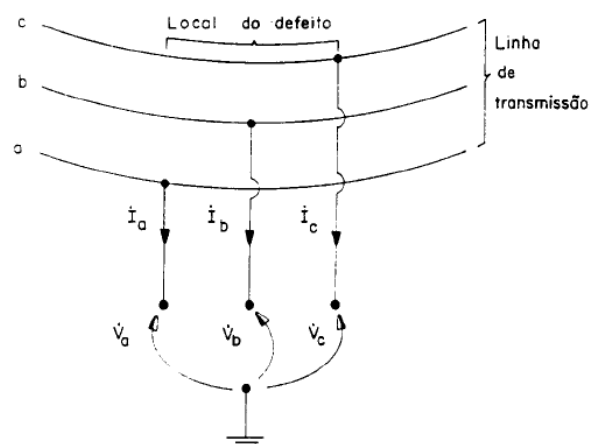 c
Local do defeito
Linha
de
transmissão
b
a
İa
İb
İc
V̇a
V̇b
V̇c